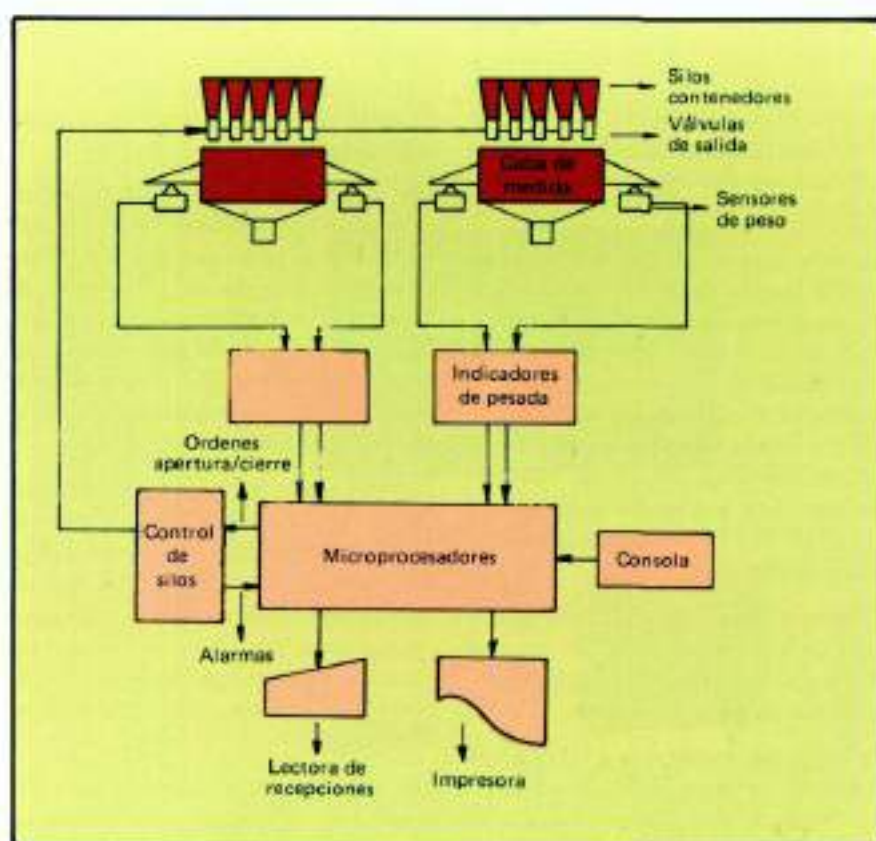 Silos
contenedores
Válvulas
de salida
Cuba de
medida
Sensores
de peso
Indicadores
de pesada
Ordenes
apertura/cierre
Control
de
silos
Microprocesadores
Consola
Alarmas
Lectora de
recepciones
Impresora